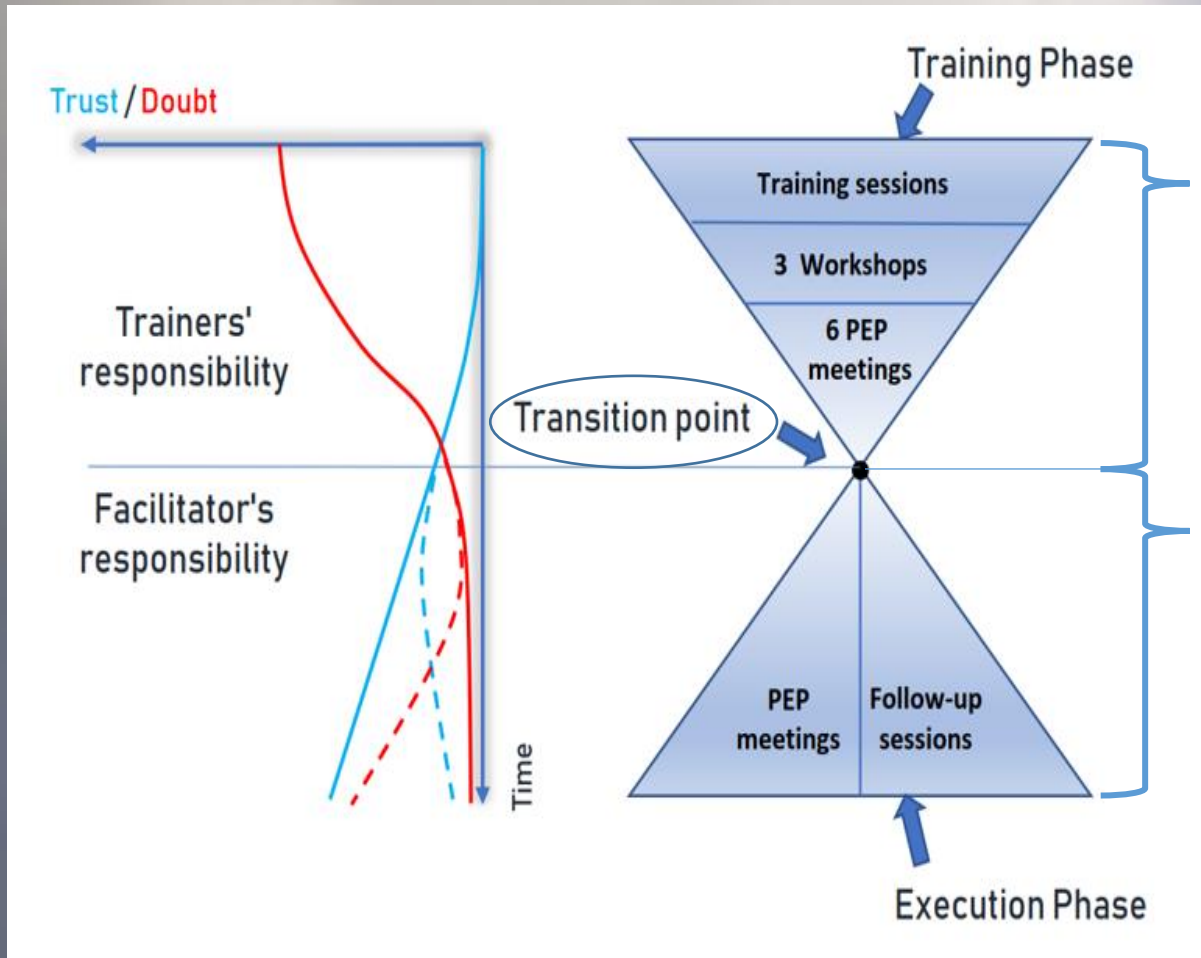 Training Phase
Trust / Doubt
Training sessions
3 Workshops
6 PEP
meetings
Trainers'
responsibility
Transition point
Facilitator's
responsibility
PEP
meetings
Follow-up
sessions
Time
Execution Phase